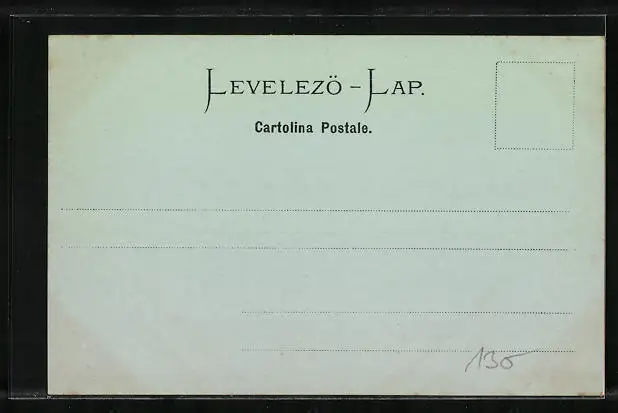 LEVELEZÖ – LAP.
Cartolina Postale.
130